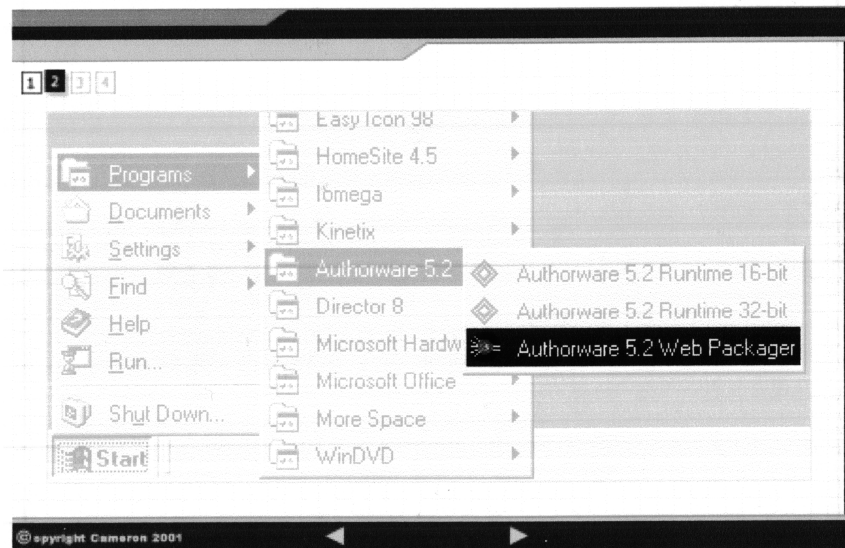 1 2 3 4
Easy Icon 98
HomeSite 4.5
Iomega
Kinetix
Authorware 5.2
Director 8
Microsoft Hardw
Microsoft Office
More Space
WinDVD
Programs
Documents
Settings
Find
Help
Run...
Shut Down...
Start
Authorware 5.2 Runtime 16-bit
Authorware 5.2 Runtime 32-bit
Authorware 5.2 Web Packager
©opyright Cameron 2001